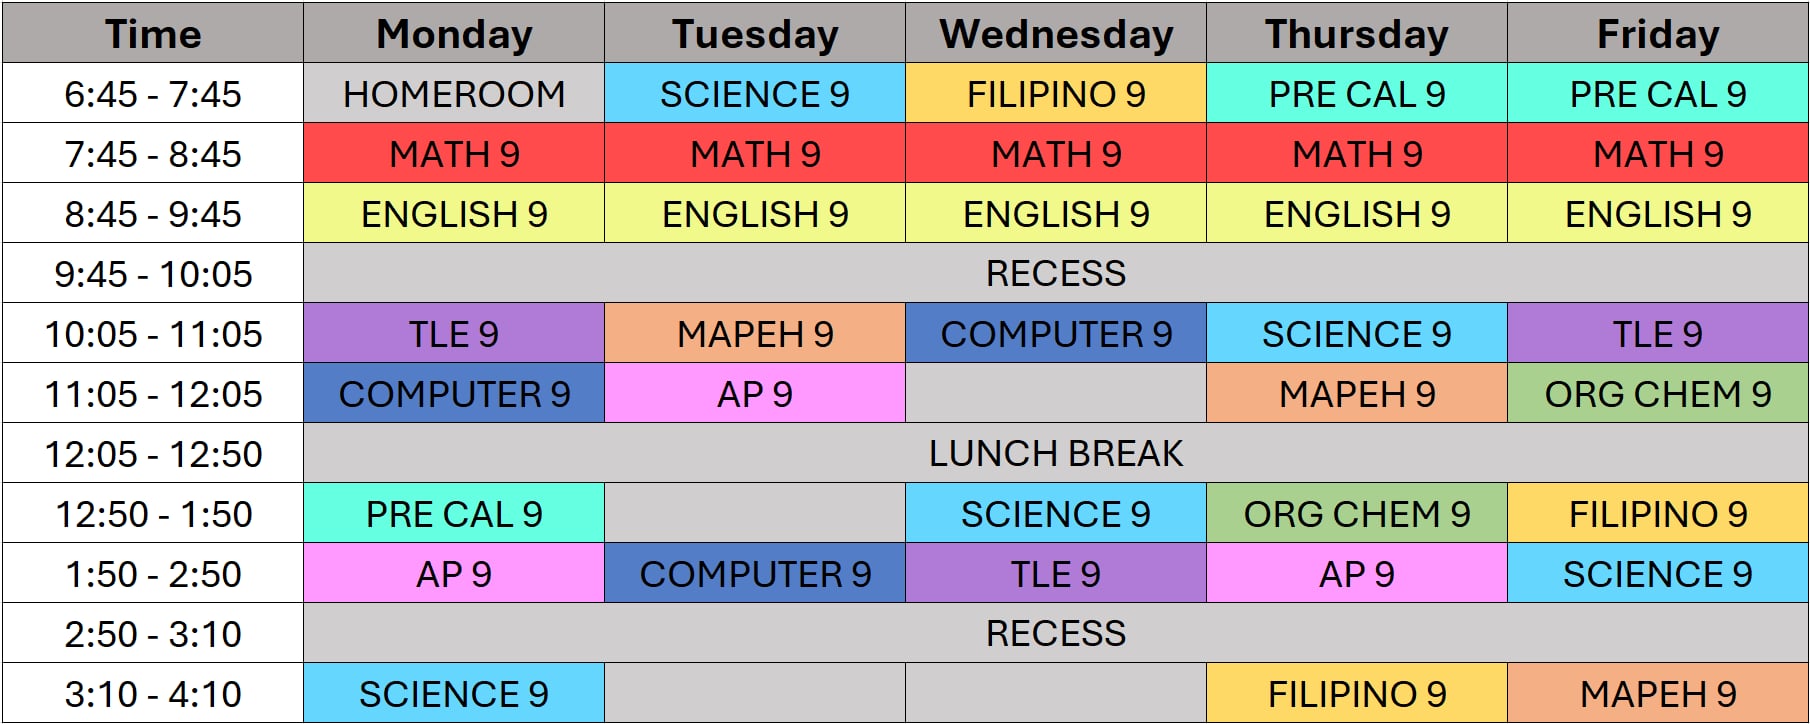 Time Monday Tuesday Wednesday Thursday Friday
6:45 - 7:45 HOMEROOM SCIENCE 9 FILIPINO 9 PRE CAL 9 PRE CAL 9
7:45 - 8:45 MATH 9 MATH 9 MATH 9 MATH 9 MATH 9
8:45 - 9:45 ENGLISH 9 ENGLISH 9 ENGLISH 9 ENGLISH 9 ENGLISH 9
9:45 - 10:05 RECESS
10:05 - 11:05 TLE 9 MAPEH 9 COMPUTER 9 SCIENCE 9 TLE 9
11:05 - 12:05 COMPUTER 9 AP 9 MAPEH 9 ORG CHEM 9
12:05 - 12:50 LUNCH BREAK
12:50 - 1:50 PRE CAL 9 SCIENCE 9 ORG CHEM 9 FILIPINO 9
1:50 - 2:50 AP 9 COMPUTER 9 TLE 9 AP 9 SCIENCE 9
2:50 - 3:10 RECESS
3:10 - 4:10 SCIENCE 9 FILIPINO 9 MAPEH 9